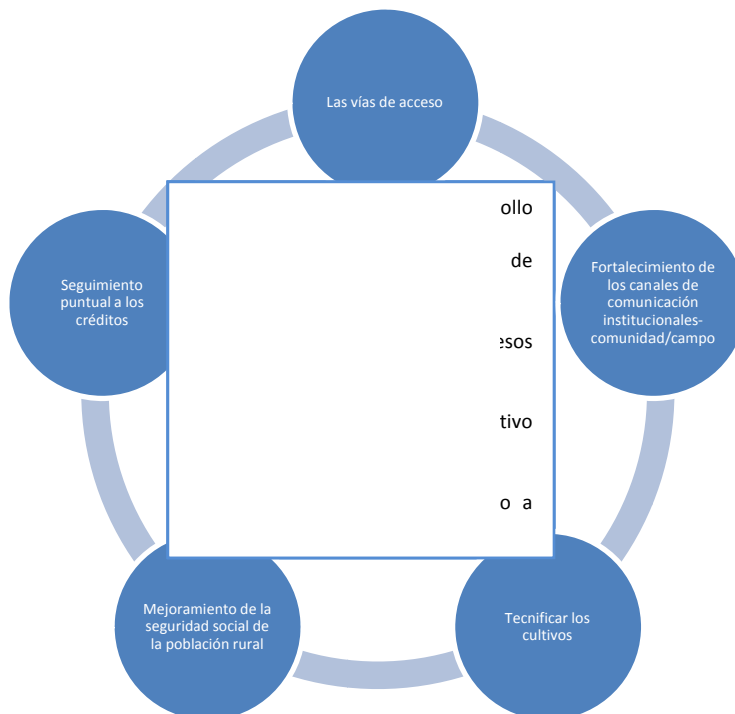 Las vías de acceso
ollo
de
Fortalecimiento de
los canales de
comunicación
institucionales-
comunidad/campo
Seguimiento
puntual a los
créditos
tivo
o a
Mejoramiento de la
seguridad social de
la población rural
Tecnificar los
cultivos